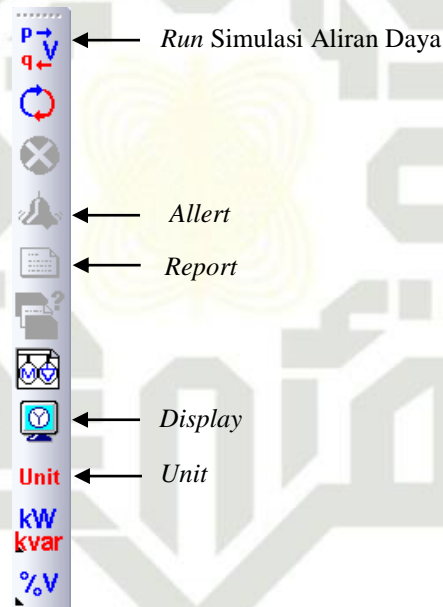 p V Run Simulasi Aliran Daya
q
Allert
Report
?
M
Display
Unit Unit
kW
kvar
%V